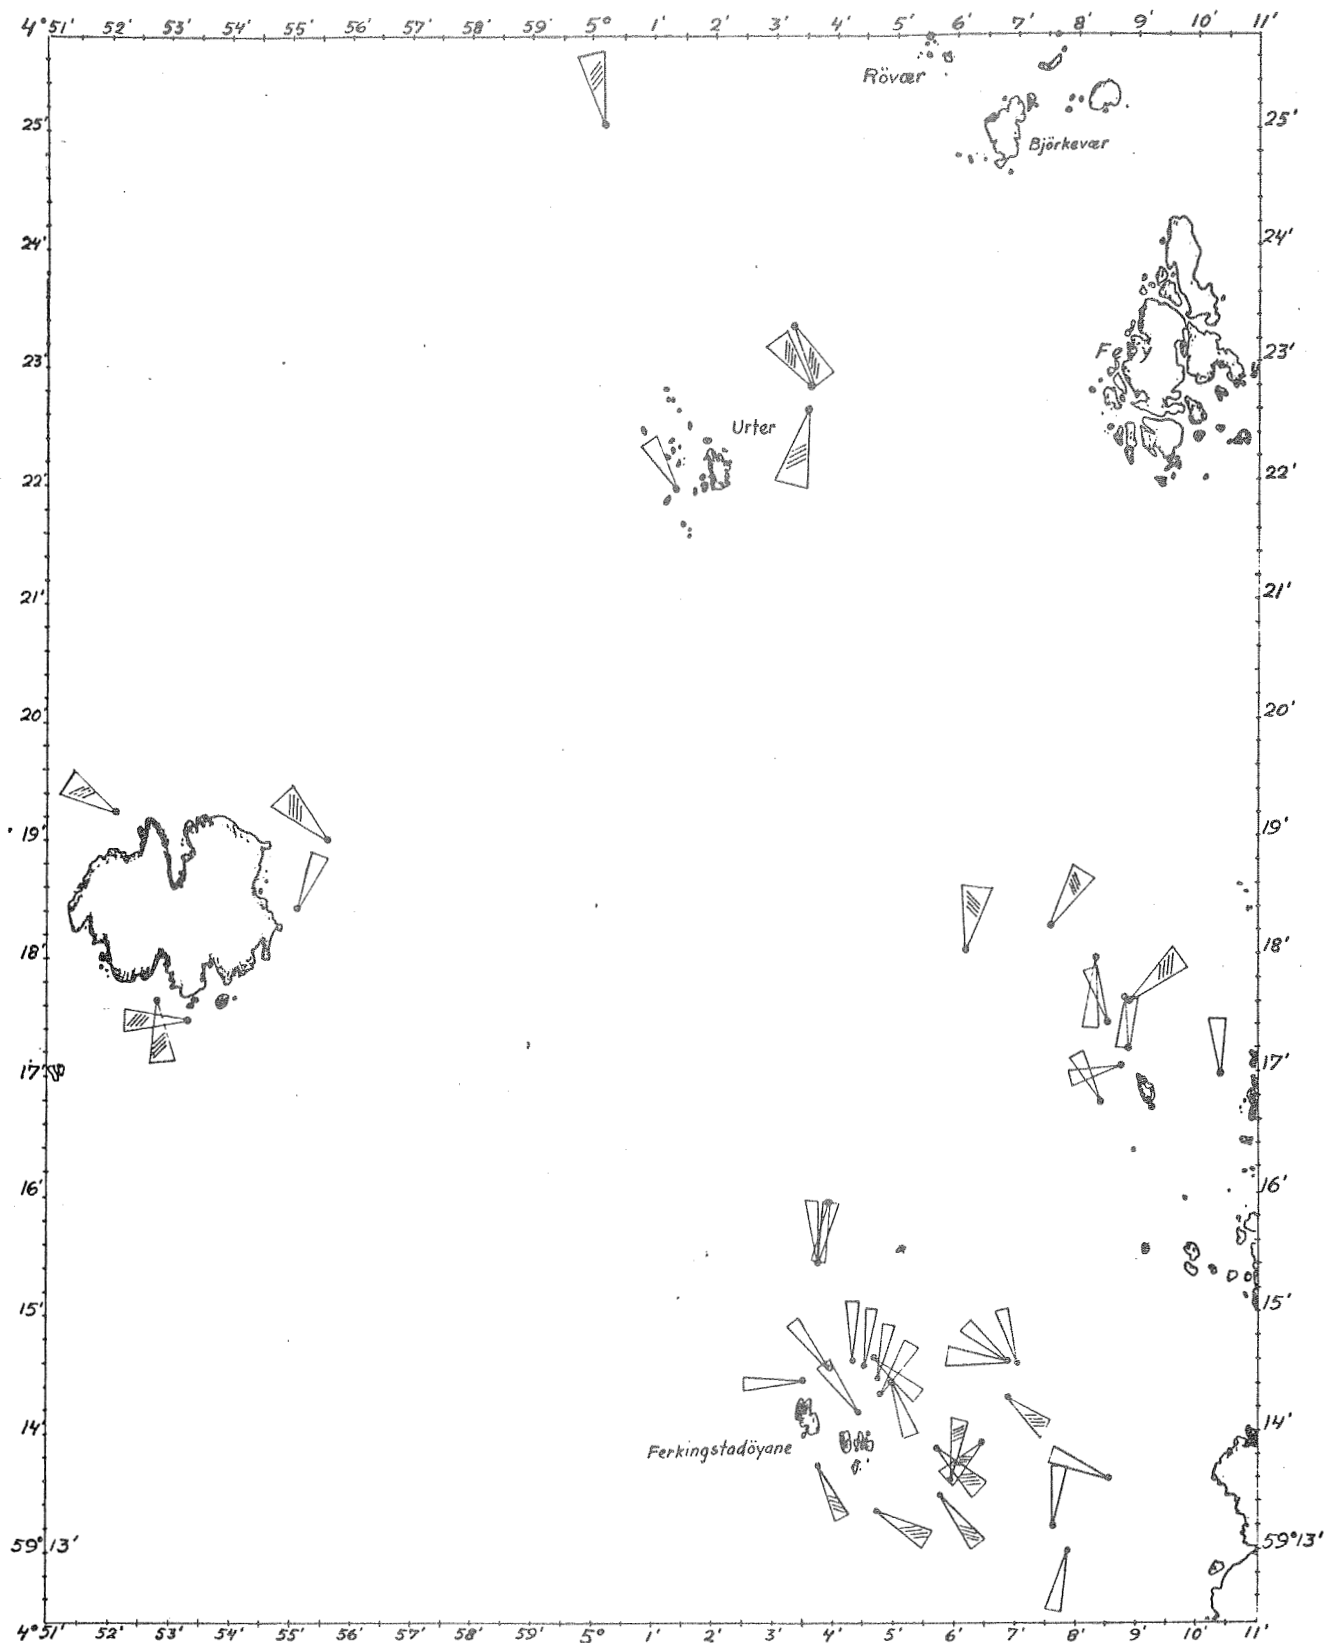 4°51' 52' 53' 54' 55' 56' 57' 58' 59' 5° 1' 2' 3' 4' 5' 6' 7' 8' 9' 10' 11'
Rövær
25' 25'
Björkevær
24' 24'
23' Feöy 23'
Urter
22' 22'
21' 21'
20' 20'
19' 19'
18' 18'
17' 17'
16' 16'
15' 15'
14' 14'
Ferkingstadöyane
59°13' 59°13'
4°51' 52' 53' 54' 55' 56' 57' 58' 59' 5° 1' 2' 3' 4' 5' 6' 7' 8' 9' 10' 11'